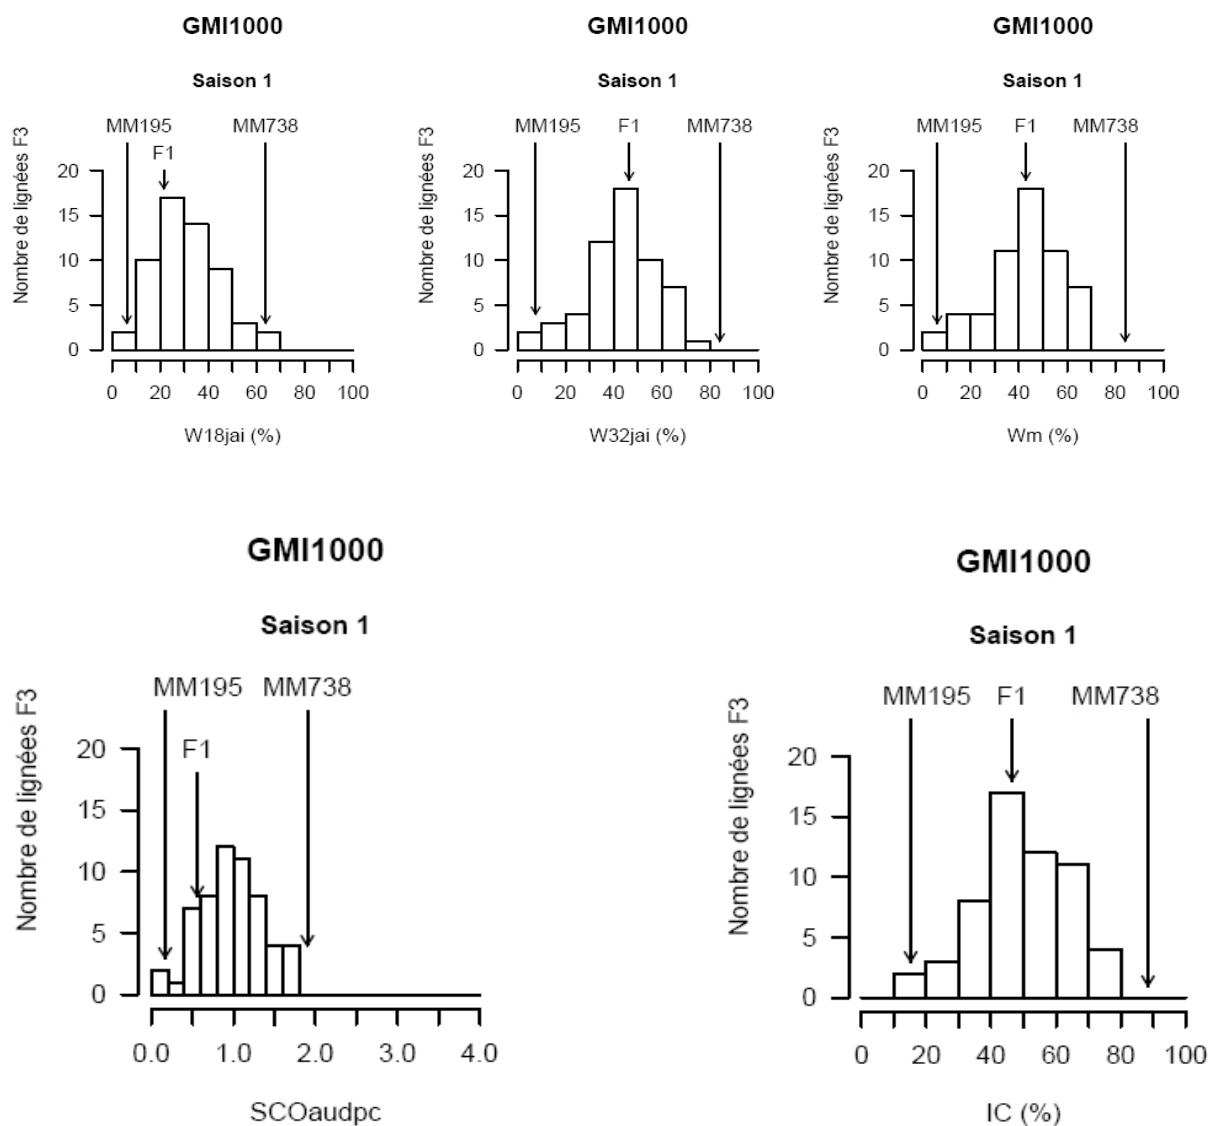 GMI1000
Saison 1
MM195 MM738
F1
Nombre de lignées F3
20
15
10
5
0
0 20 40 60 80 100
W18jai (%)
GMI1000
Saison 1
MM195 F1 MM738
Nombre de lignées F3
20
15
10
5
0
0 20 40 60 80 100
W32jai (%)
GMI1000
Saison 1
MM195 F1 MM738
Nombre de lignées F3
20
15
10
5
0
0 20 40 60 80 100
Wm (%)
GMI1000
Saison 1
MM195 MM738
F1
Nombre de lignées F3
20
15
10
5
0
0.0 1.0 2.0 3.0 4.0
SCOaudpc
GMI1000
Saison 1
MM195 F1 MM738
Nombre de lignées F3
20
15
10
5
0
0 20 40 60 80 100
IC (%)